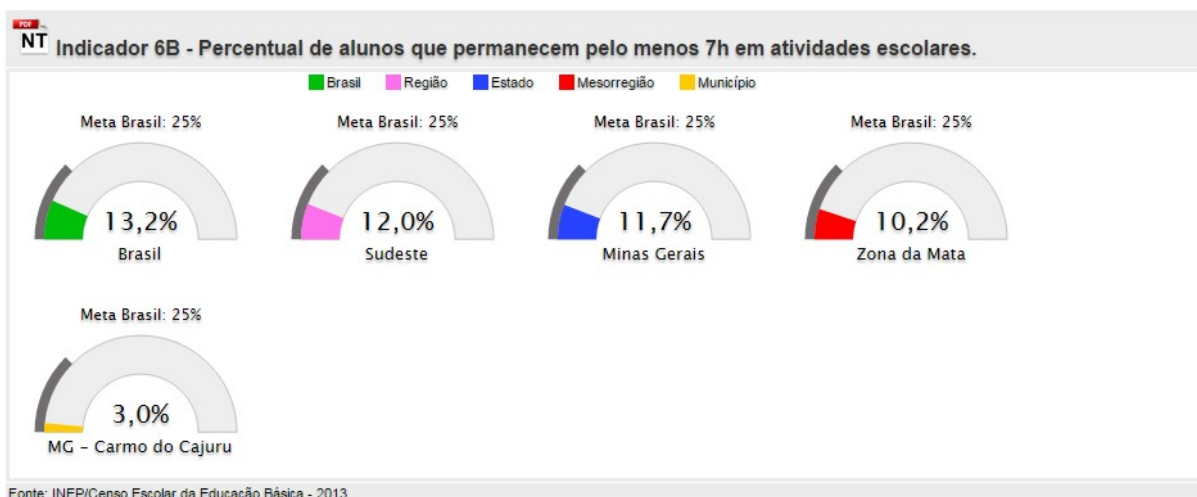 PDF
NT Indicador 6B - Percentual de alunos que permanecem pelo menos 7h em atividades escolares.
Brasil Região Estado Mesorregião Município
Meta Brasil: 25% Meta Brasil: 25% Meta Brasil: 25% Meta Brasil: 25%
13,2% 12,0% 11,7% 10,2%
Brasil Sudeste Minas Gerais Zona da Mata
Meta Brasil: 25%
3,0%
MG - Carmo do Cajuru
Fonte: INEP/Censo Escolar da Educação Básica - 2013